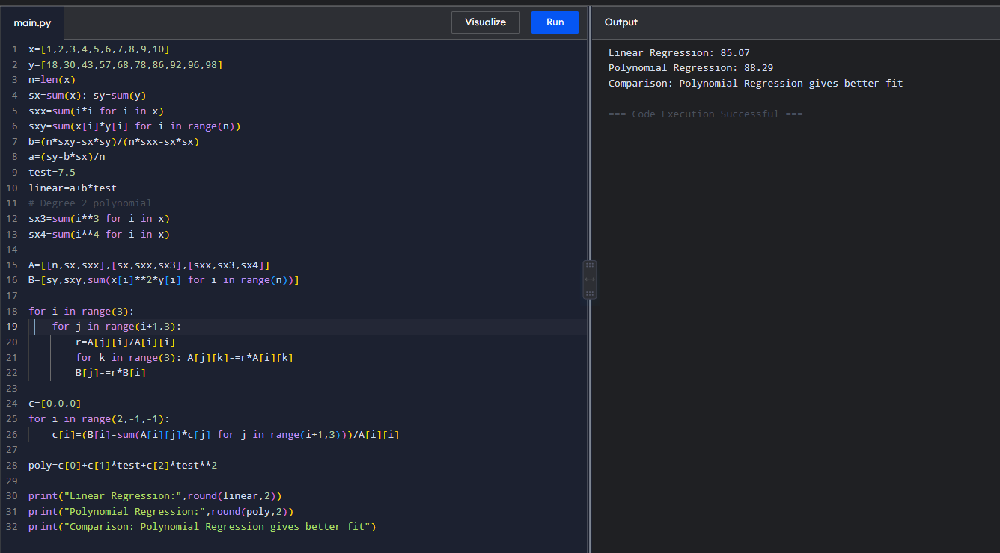 main.py
Visualize
Run
1 x=[1,2,3,4,5,6,7,8,9,10]
2 y=[18,30,43,57,68,78,86,92,96,98]
3 n=len(x)
4 sx=sum(x); sy=sum(y)
5 sxx=sum(i*i for i in x)
6 sxy=sum(x[i]*y[i] for i in range(n))
7 b=(n*sxy-sx*sy)/(n*sxx-sx*sx)
8 a=(sy-b*sx)/n
9 test=7.5
10 linear=a+b*test
11 # Degree 2 polynomial
12 sx3=sum(i**3 for i in x)
13 sx4=sum(i**4 for i in x)
14
15 A=[[n,sx,sxx],[sx,sxx,sx3],[sxx,sx3,sx4]]
16 B=[sy,sxy,sum(x[i]**2*y[i] for i in range(n))]
17
18 for i in range(3):
19     for j in range(i+1,3):
20         r=A[j][i]/A[i][i]
21         for k in range(3): A[j][k]-=r*A[i][k]
22         B[j]-=r*B[i]
23
24 c=[0,0,0]
25 for i in range(2,-1,-1):
26     c[i]=(B[i]-sum(A[i][j]*c[j] for j in range(i+1,3)))/A[i][i]
27
28 poly=c[0]+c[1]*test+c[2]*test**2
29
30 print("Linear Regression:",round(linear,2))
31 print("Polynomial Regression:",round(poly,2))
32 print("Comparison: Polynomial Regression gives better fit")
Output
Linear Regression: 85.07
Polynomial Regression: 88.29
Comparison: Polynomial Regression gives better fit
=== Code Execution Successful ===